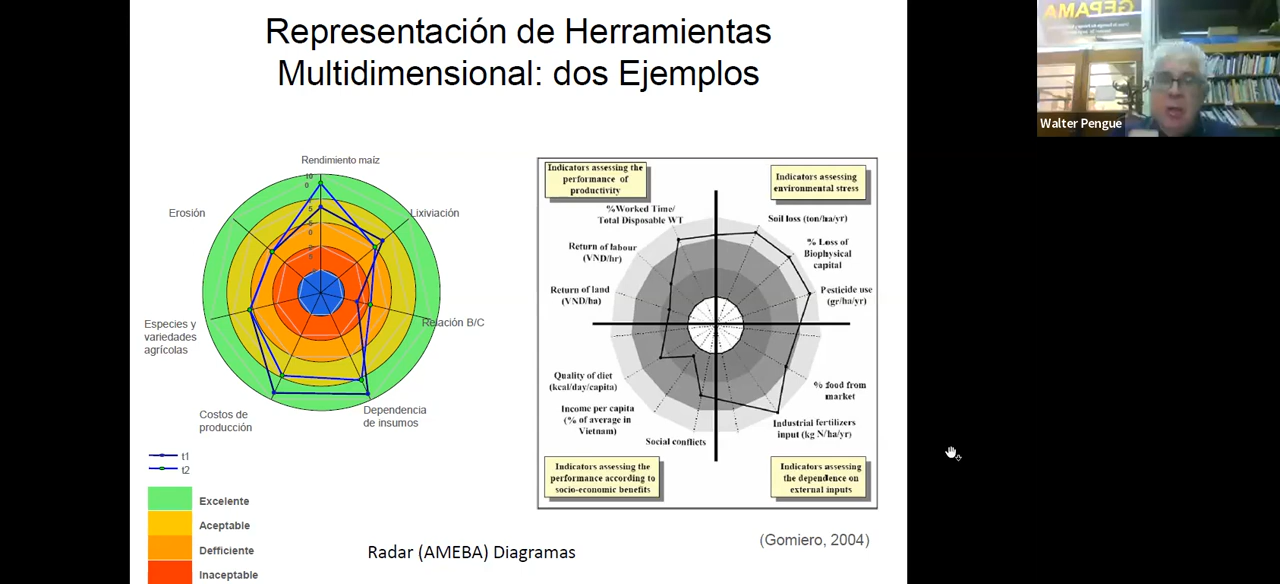 Representación de Herramientas
Multidimensional: dos Ejemplos
Rendimiento maíz
Lixiviación
Relación B/C
Dependencia
de insumos
Costos de
producción
Especies y
variedades
agrícolas
Erosión
t1
t2
Excelente
Aceptable
Defficiente
Inaceptable
Radar (AMEBA) Diagramas
Indicators assessing the
performance of
productivity
Indicators assessing
environmental stress
%Worked Time/
Total Disposable WT
Return of labour
(VND/hr)
Return of land
(VND/ha)
Soil loss (ton/ha/yr)
% Loss of
Biophysical
capital
Pesticide use
(gr/ha/yr)
Quality of diet
(kcal/day/capita)
Income per capita
(% of average in
Vietnam)
Social conflicts
% food from
market
Industrial fertilizers
input (kg N/ha/yr)
Indicators assessing the
performance according to
socio-economic benefits
Indicators assessing
the dependence on
external inputs
(Gomiero, 2004)
GEPAMA
Walter Pengue